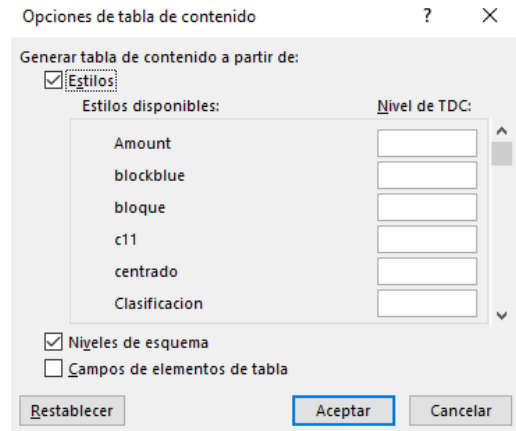 Opciones de tabla de contenido ?
Generar tabla de contenido a partir de:
Estilos
Estilos disponibles: Nivel de TDC:
Amount
blockblue
bloque
c11
centrado
Clasificacion
Niveles de esquema
Campos de elementos de tabla
Restablecer Aceptar Cancelar